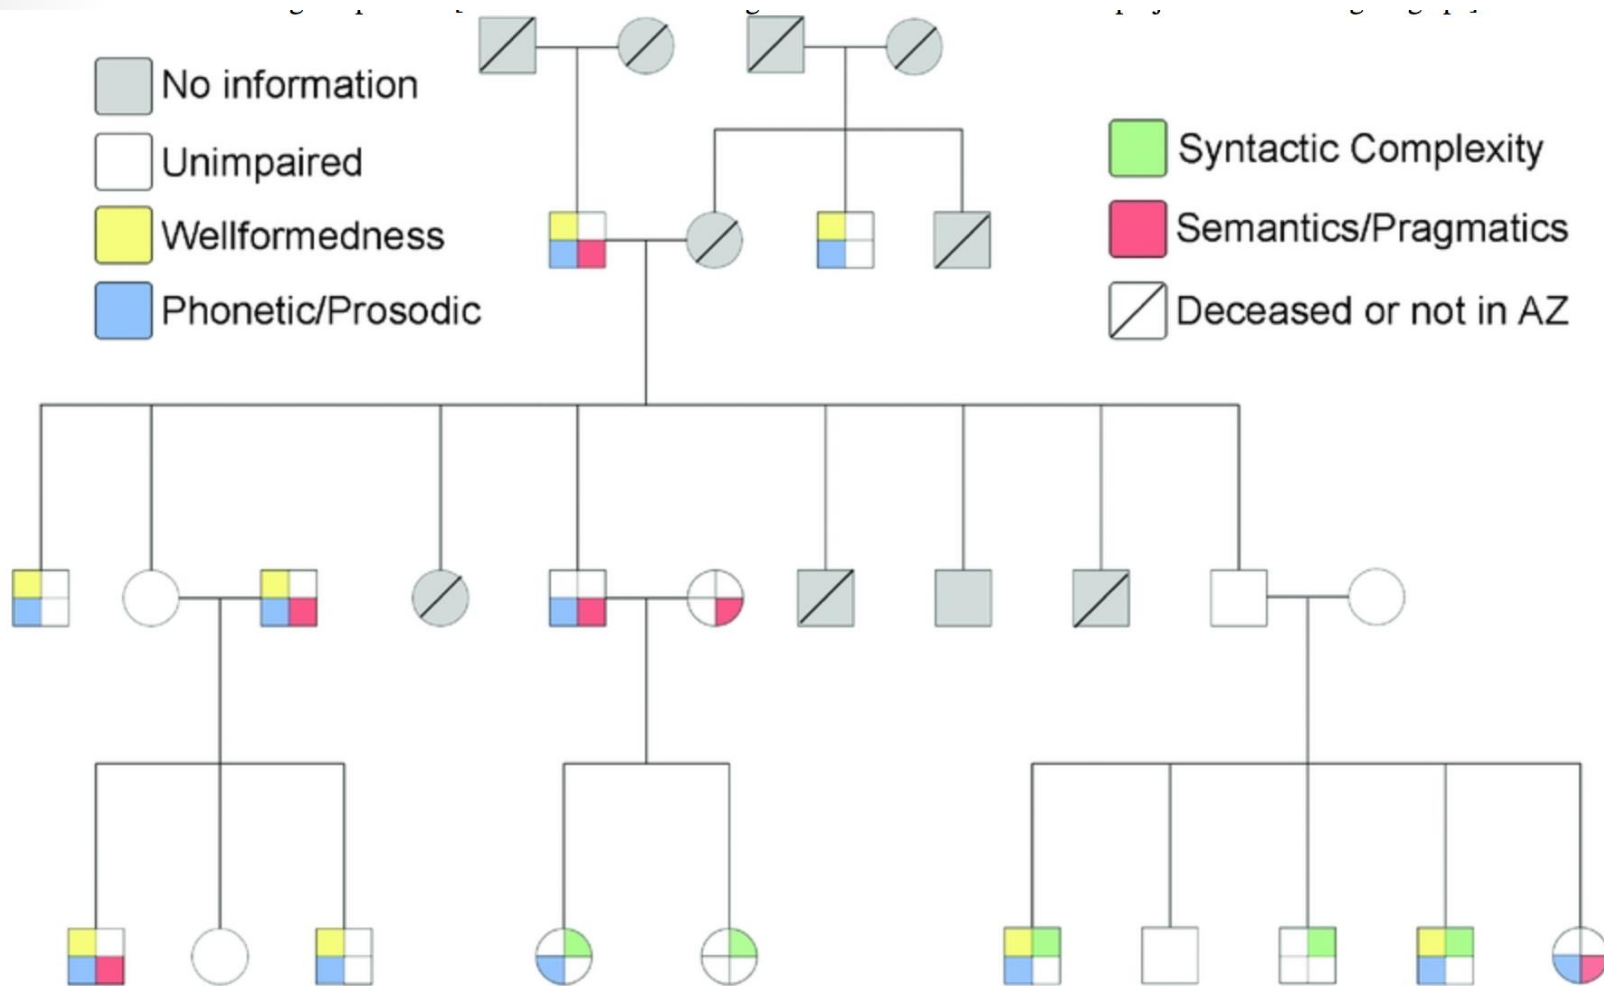 No information
Unimpaired
Wellformedness
Phonetic/Prosodic
Syntactic Complexity
Semantics/Pragmatics
Deceased or not in AZ